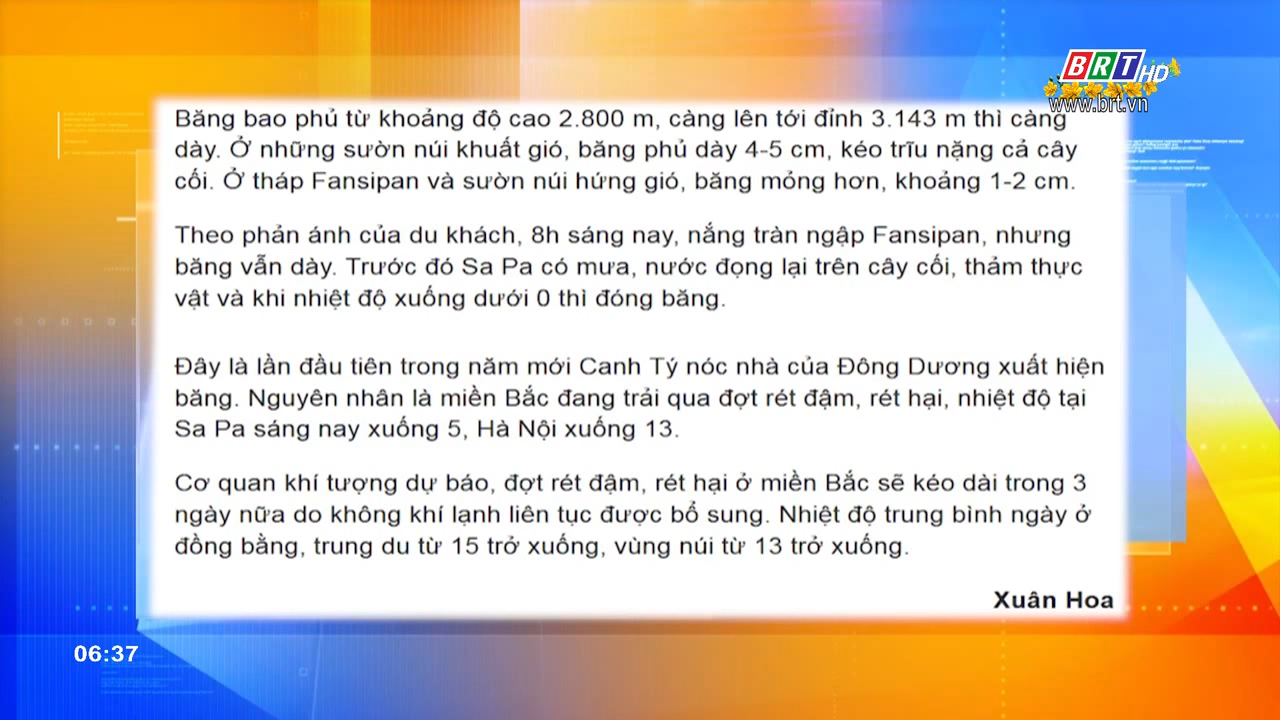 BRT HD
www.brt.vn
Băng bao phủ từ khoảng độ cao 2.800 m, càng lên tới đỉnh 3.143 m thì càng
dày. Ở những sườn núi khuất gió, băng phủ dày 4-5 cm, kéo trĩu nặng cả cây
cối. Ở tháp Fansipan và sườn núi hứng gió, băng mỏng hơn, khoảng 1-2 cm.
Theo phản ánh của du khách, 8h sáng nay, nắng tràn ngập Fansipan, nhưng
băng vẫn dày. Trước đó Sa Pa có mưa, nước đọng lại trên cây cối, thảm thực
vật và khi nhiệt độ xuống dưới 0 thì đóng băng.
Đây là lần đầu tiên trong năm mới Canh Tý nóc nhà của Đông Dương xuất hiện
băng. Nguyên nhân là miền Bắc đang trải qua đợt rét đậm, rét hại, nhiệt độ tại
Sa Pa sáng nay xuống 5, Hà Nội xuống 13.
Cơ quan khí tượng dự báo, đợt rét đậm, rét hại ở miền Bắc sẽ kéo dài trong 3
ngày nữa do không khí lạnh liên tục được bổ sung. Nhiệt độ trung bình ngày ở
đồng bằng, trung du từ 15 trở xuống, vùng núi từ 13 trở xuống.
Xuân Hoa
06:37